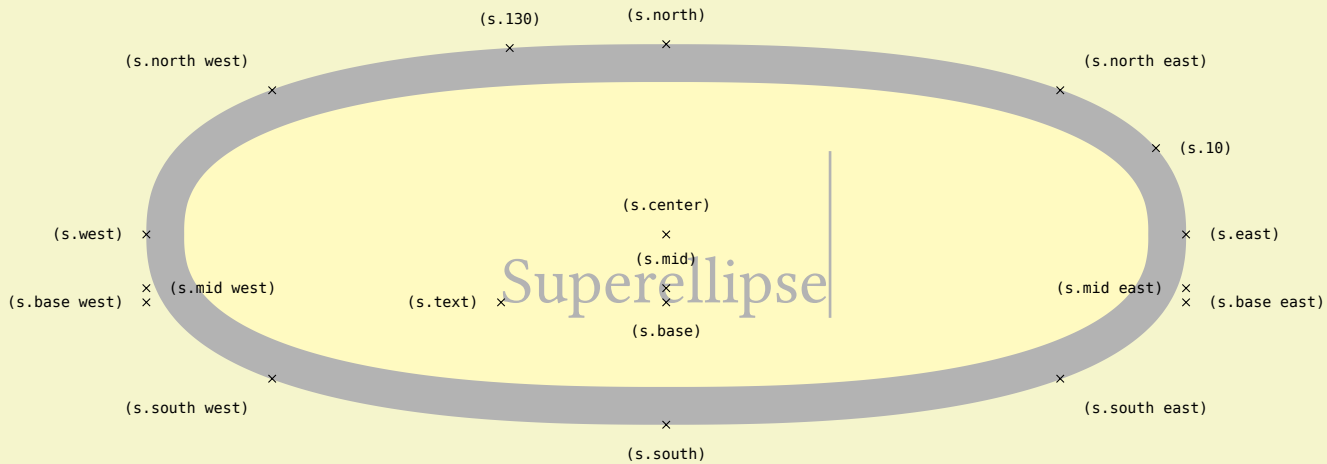 (s.north)
(s.130)
(s.north west)
(s.north east)
(s.10)
(s.center)
(s.west)
(s.east)
(s.mid)
Superellipse
(s.mid west)
(s.mid east)
(s.base west)
(s.text)
(s.base east)
(s.base)
(s.south west)
(s.south east)
(s.south)